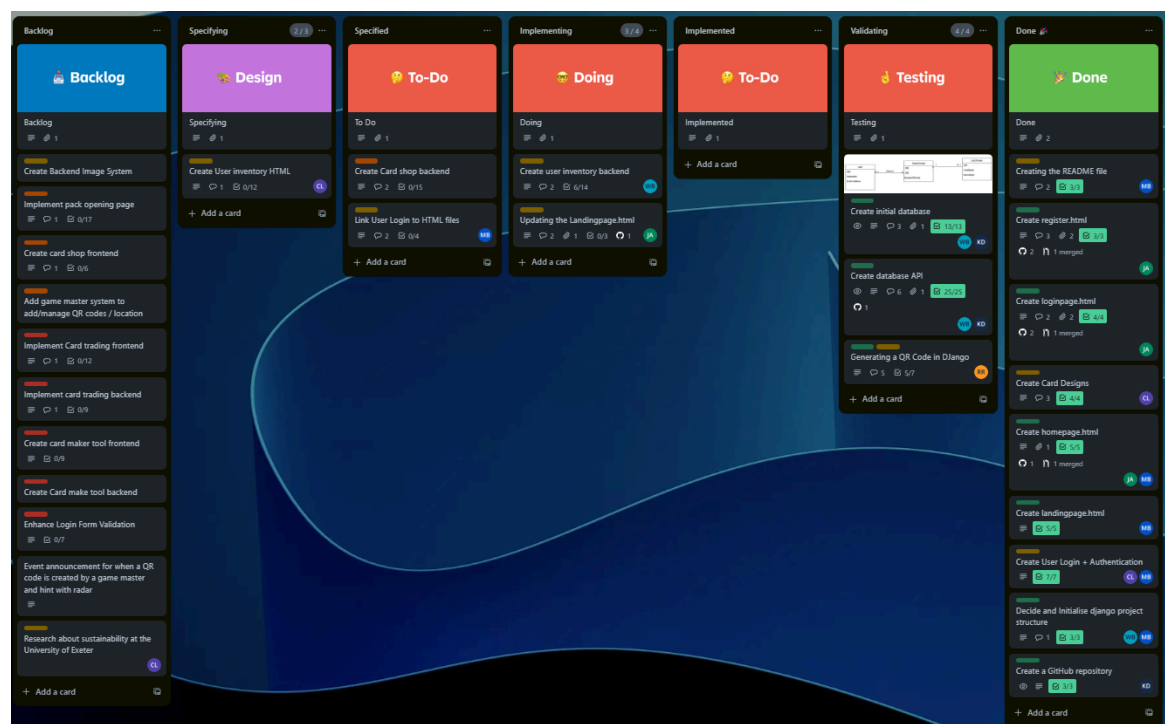 Backlog
Backlog
Backlog
1
Create Backend Image System
Implement pack opening page
1 0/17
Create card shop frontend
1 0/6
Add game master system to
add/manage QR codes / location
Implement Card trading frontend
1 0/12
Implement card trading backend
1 0/9
Create card maker tool frontend
0/9
Create Card make tool backend
Enhance Login Form Validation
0/7
Event announcement for when a QR
code is created by a game master
and hint with radar
Research about sustainability at the
University of Exeter
CL
+ Add a card
Specifying 2/3
Design
Specifying
1
Create User inventory HTML
1 0/12 CL
+ Add a card
Specified
To-Do
To Do
1
Create Card shop backend
2 0/15
Link User Login to HTML files
2 0/4 MB
+ Add a card
Implementing 3/4
Doing
Doing
1
Create user inventory backend
2 6/14 WB
Updating the Landingpage.html
2 1 0/3 1 JA
+ Add a card
Implemented
To-Do
Implemented
1
+ Add a card
Validating 4/4
Testing
Testing
1
Create initial database
3 1 13/13
WB KD
Create database API
6 1 25/25
1
WB KD
Generating a QR Code in DJango
5 5/7 RR
+ Add a card
Done
Done
Done
2
Creating the README file
2 3/3 MB
Create register.html
3 2 3/3
2 1 merged
JA
Create loginpage.html
2 2 4/4
2 1 merged
JA
Create Card Designs
3 4/4 CL
Create homepage.html
1 5/5
1 1 merged
JA MB
Create landingpage.html
5/5 MB
Create User Login + Authentication
7/7 CL MB
Decide and Initialise django project
structure
1 3/3 WB MB
Create a GitHub repository
3/3 KD
+ Add a card